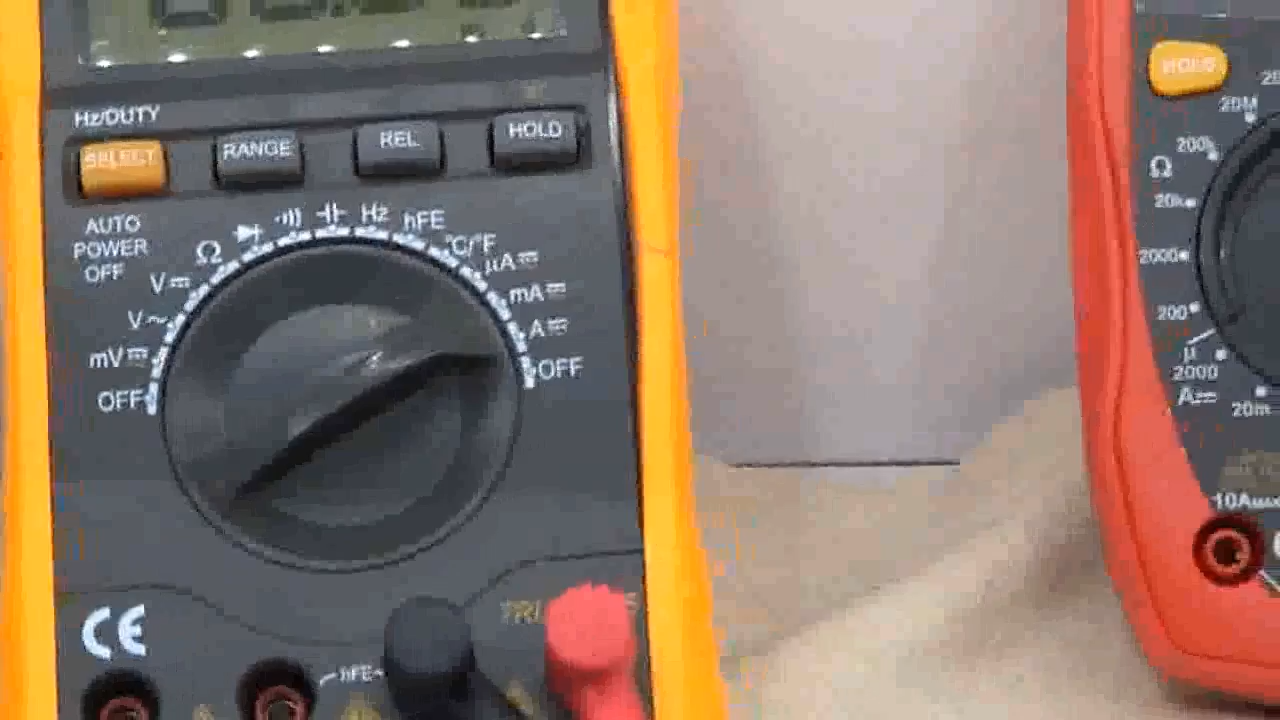 Hz/DUTY
SELECT
RANGE
REL
HOLD
AUTO
POWER
OFF
OFF
mV
V~
V
Ω
Hz
hFE
°C/°F
µA
mA
A
OFF
CE
hFE
HOLD
20M
200k
Ω
20k
2000
200
µ
2000
A
20m
10A